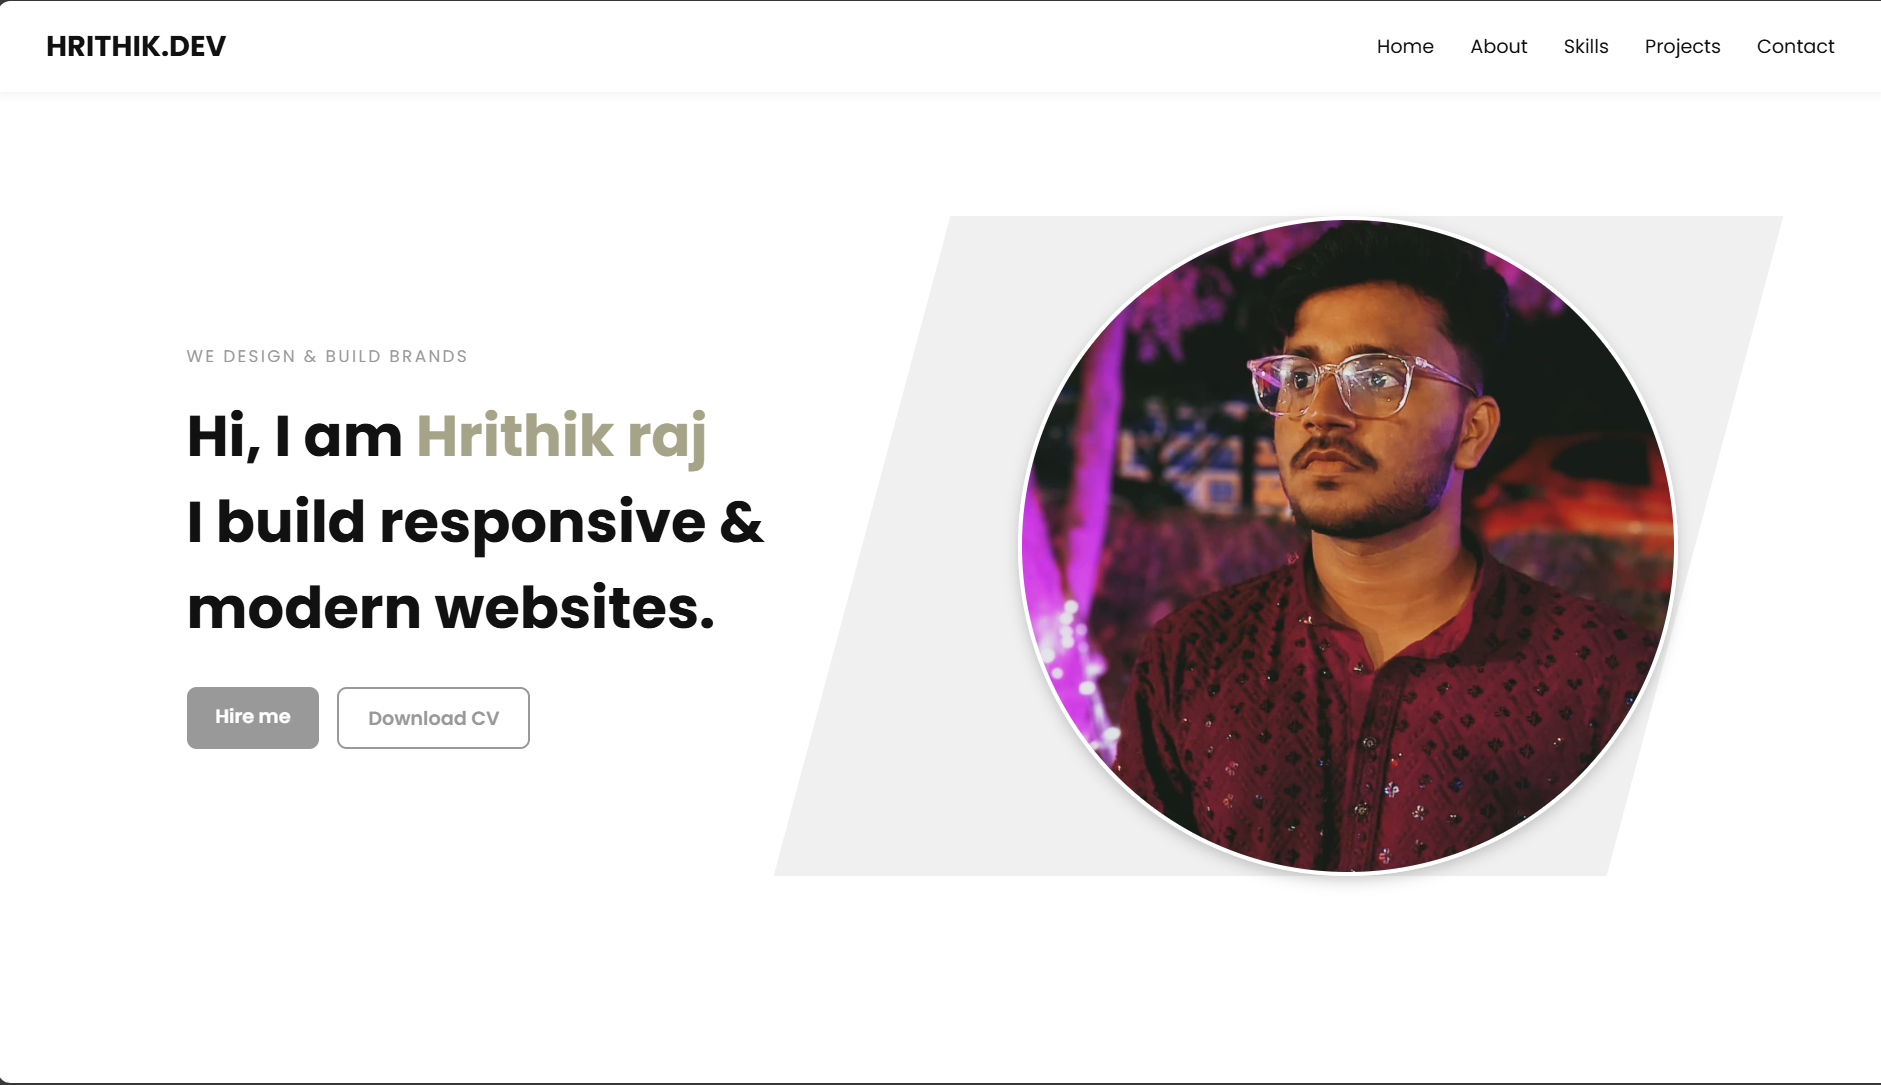 HRITHIK.DEV
Home About Skills Projects Contact
WE DESIGN & BUILD BRANDS
Hi, I am Hrithik raj
I build responsive &
modern websites.
Hire me Download CV